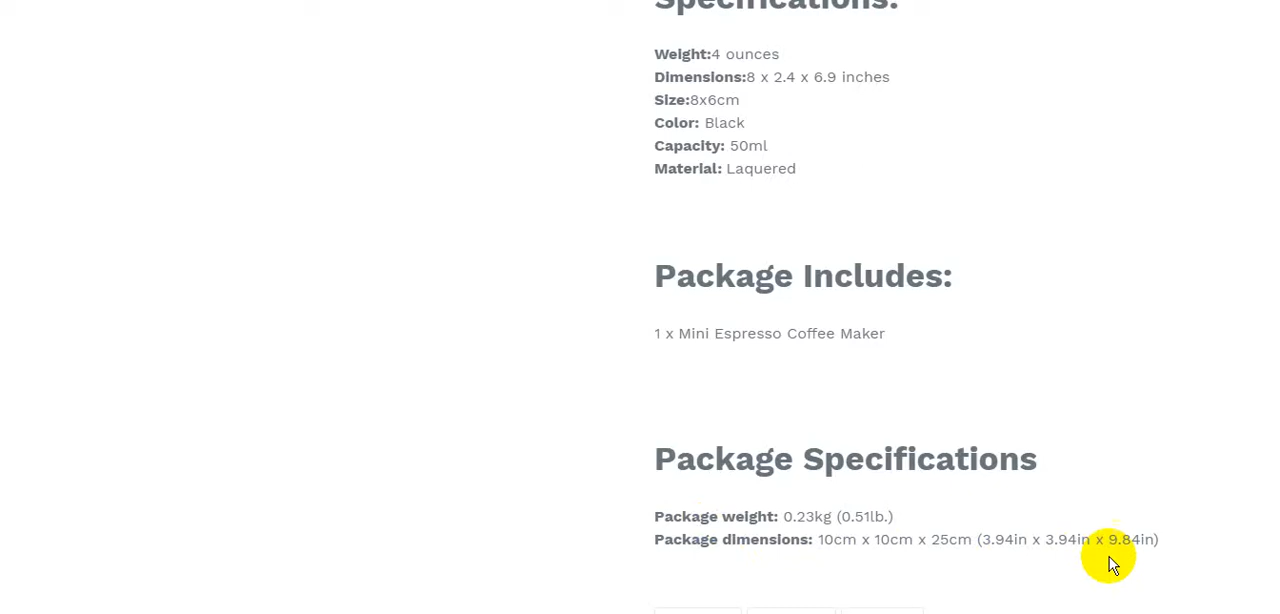 Specifications:
Weight:4 ounces
Dimensions:8 x 2.4 x 6.9 inches
Size:8x6cm
Color: Black
Capacity: 50ml
Material: Laquered
Package Includes:
1 x Mini Espresso Coffee Maker
Package Specifications
Package weight: 0.23kg (0.51lb.)
Package dimensions: 10cm x 10cm x 25cm (3.94in x 3.94in x 9.84in)